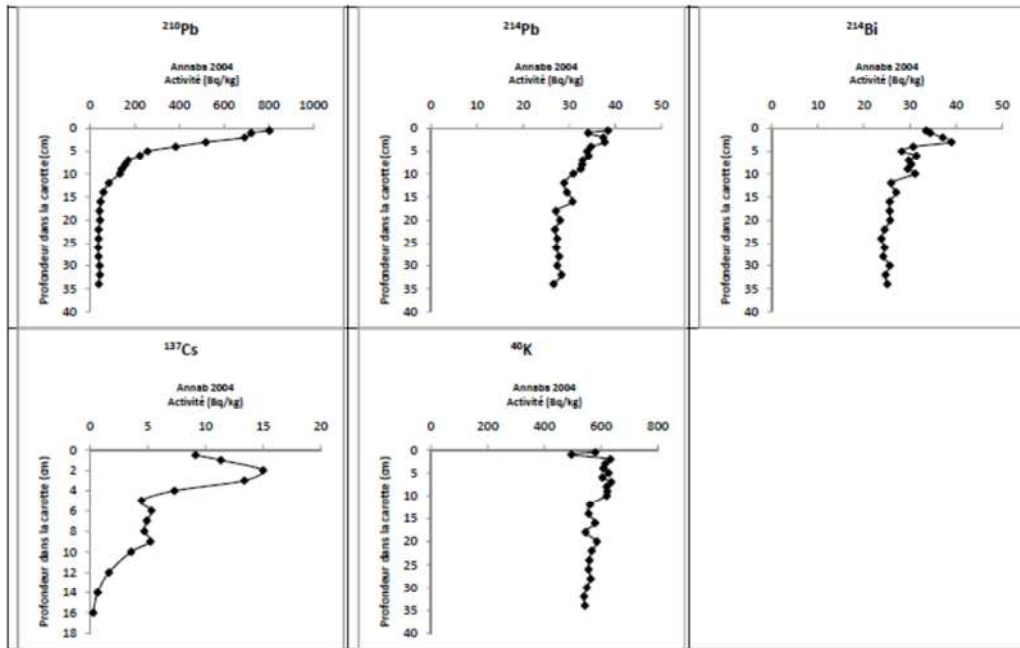 ²¹⁰Pb
Annaba 2004
Activité (Bq/kg)
0 200 400 600 800 1000
Profondeur dans la carotte (cm)
0
5
10
15
20
25
30
35
40
²¹⁴Pb
Annaba 2004
Activité (Bq/kg)
0 10 20 30 40 50
Profondeur dans la carotte (cm)
0
5
10
15
20
25
30
35
40
²¹⁴Bi
Annaba 2004
Activité (Bq/kg)
0 10 20 30 40 50
Profondeur dans la carotte (cm)
0
5
10
15
20
25
30
35
40
¹³⁷Cs
Annab 2004
Activité (Bq/kg)
0 5 10 15 20
Profondeur dans la carotte (cm)
0
2
4
6
8
10
12
14
16
18
⁴⁰K
Annaba 2004
Activité (Bq/kg)
0 200 400 600 800
Profondeur dans la carotte (cm)
0
5
10
15
20
25
30
35
40